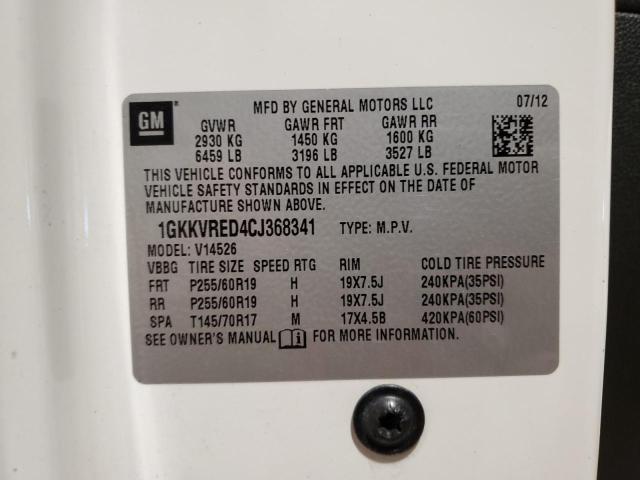 GM
MFD BY GENERAL MOTORS LLC 07/12
GVWR GAWR FRT GAWR RR
2930 KG 1450 KG 1600 KG
6459 LB 3196 LB 3527 LB
THIS VEHICLE CONFORMS TO ALL APPLICABLE U.S. FEDERAL MOTOR
VEHICLE SAFETY STANDARDS IN EFFECT ON THE DATE OF
MANUFACTURE SHOWN ABOVE.
1GKKVRED4CJ368341 TYPE: M.P.V.
MODEL: V14526
VBBG TIRE SIZE SPEED RTG RIM COLD TIRE PRESSURE
FRT P255/60R19 H 19X7.5J 240KPA(35PSI)
RR P255/60R19 H 19X7.5J 240KPA(35PSI)
SPA T145/70R17 M 17X4.5B 420KPA(60PSI)
SEE OWNER'S MANUAL i FOR MORE INFORMATION.